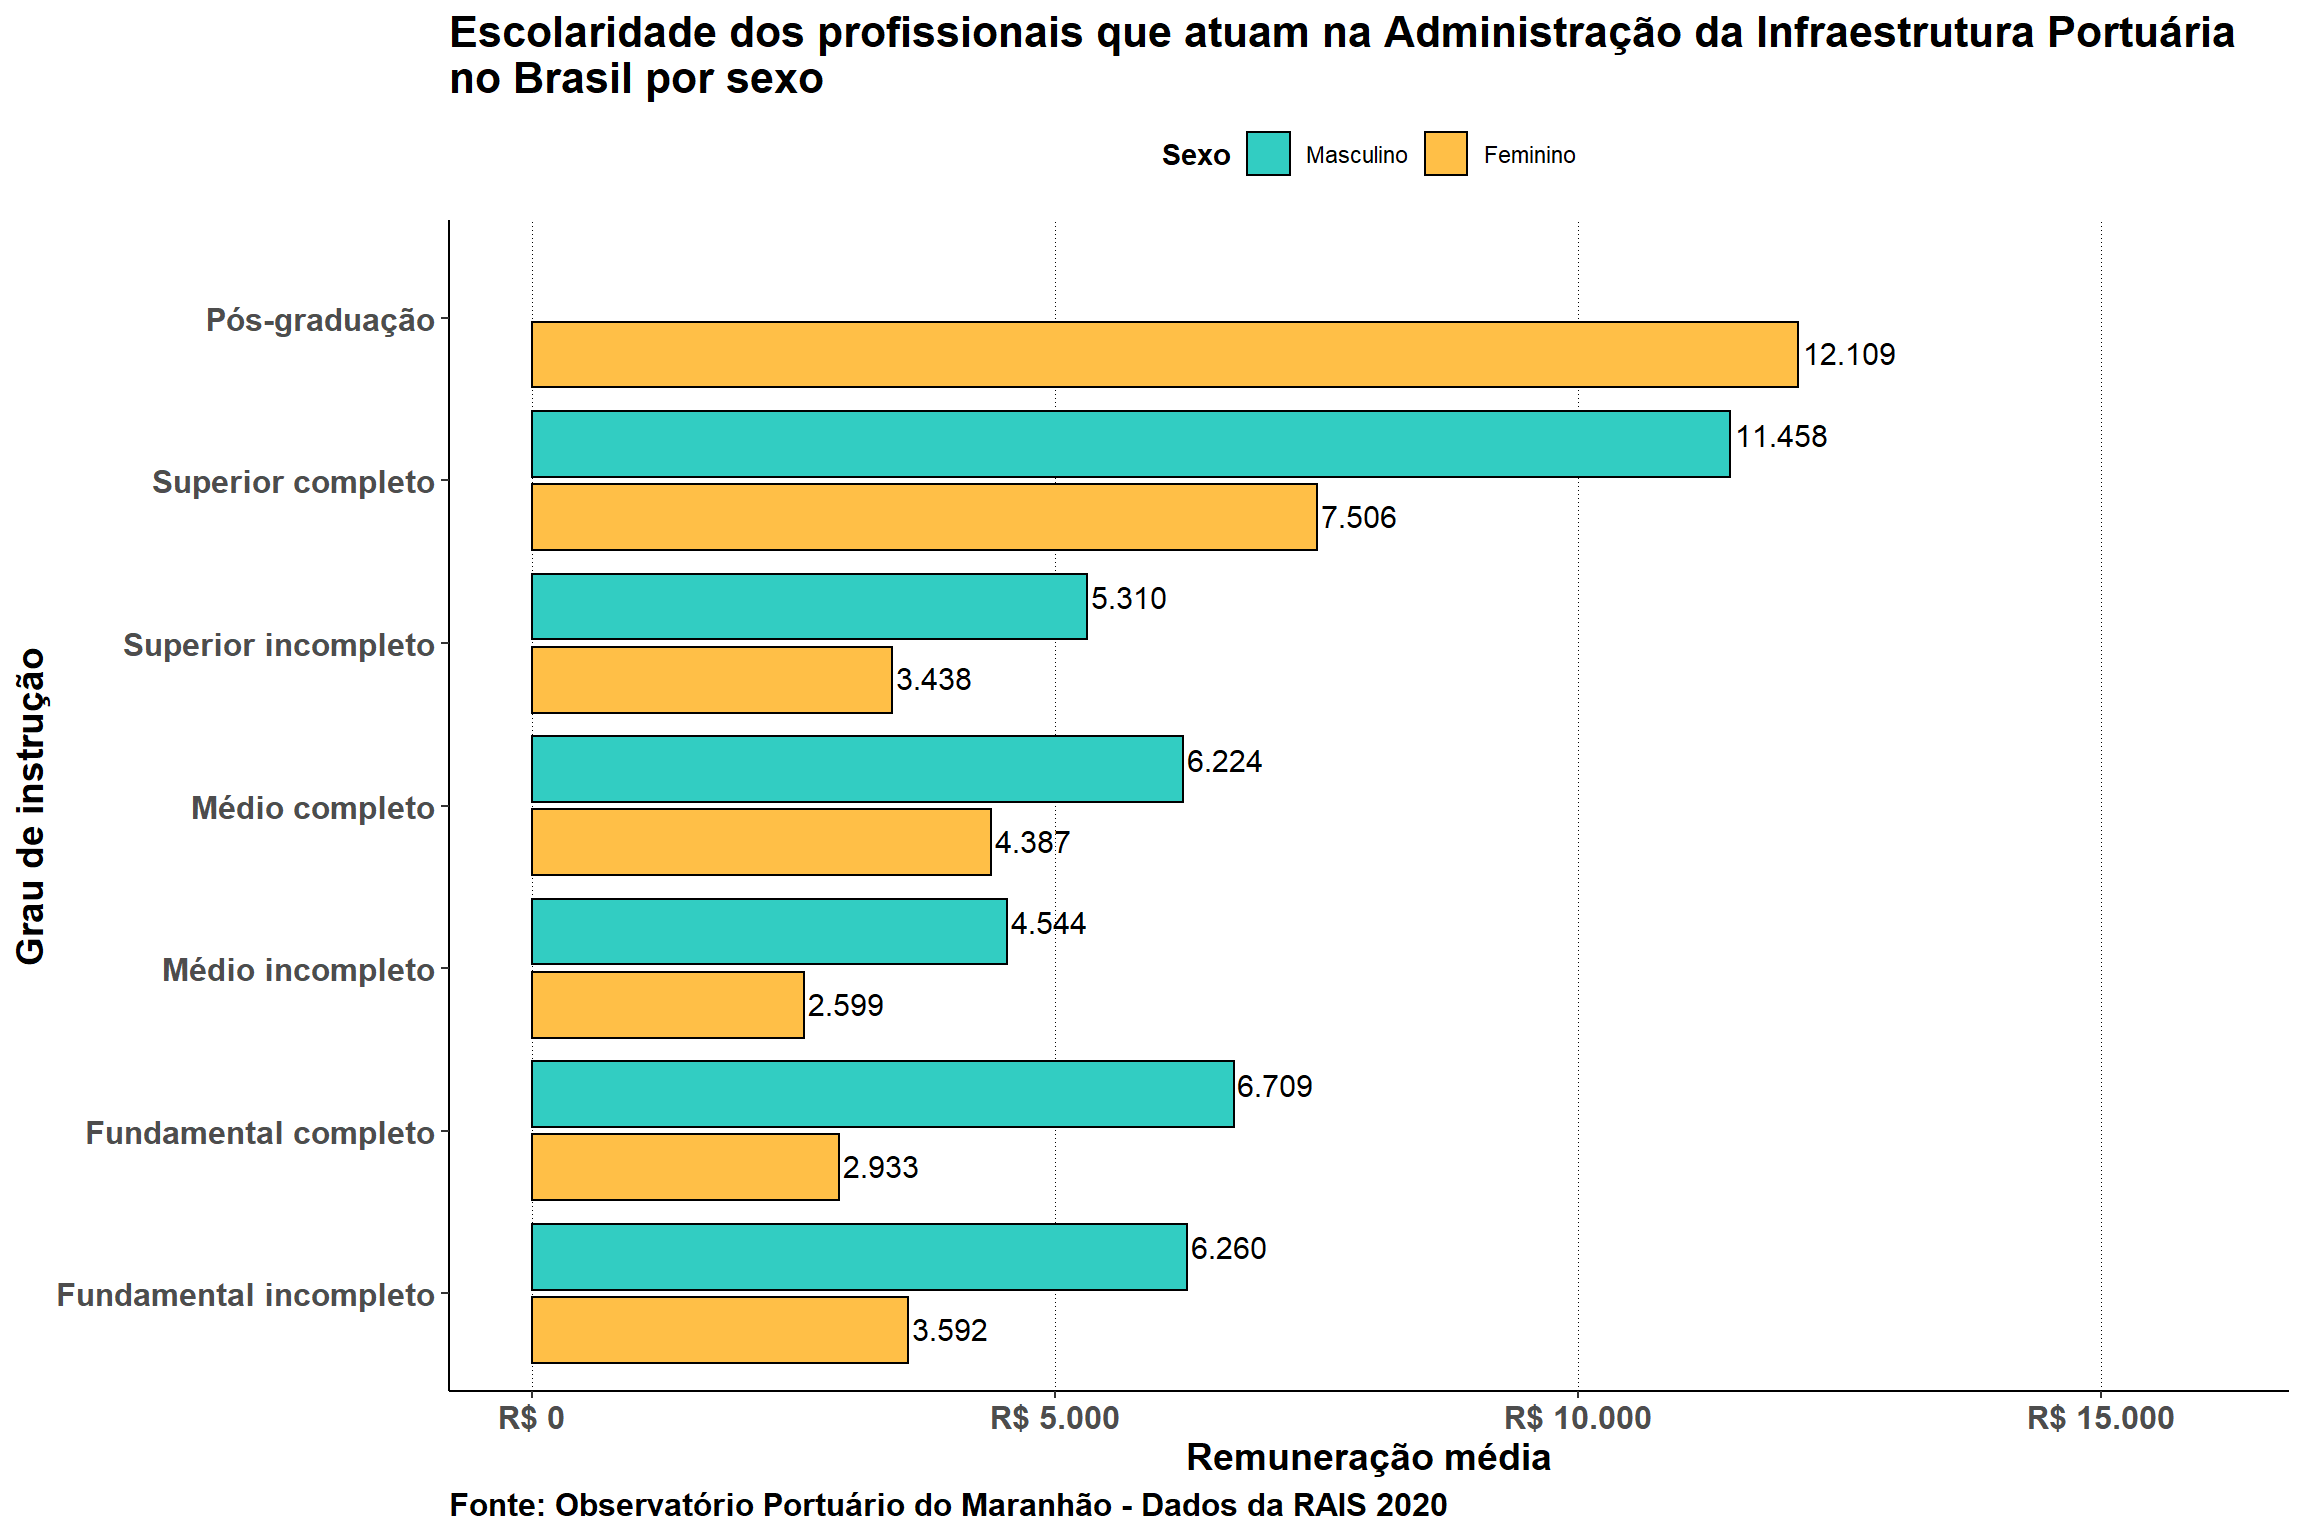 Escolaridade dos profissionais que atuam na Administração da Infraestrutura Portuária
no Brasil por sexo
Sexo Masculino Feminino
Grau de instrução
Pós-graduação
12.109
11.458
Superior completo
7.506
5.310
Superior incompleto
3.438
6.224
Médio completo
4.387
4.544
Médio incompleto
2.599
6.709
Fundamental completo
2.933
6.260
Fundamental incompleto
3.592
R$ 0 R$ 5.000 R$ 10.000 R$ 15.000
Remuneração média
Fonte: Observatório Portuário do Maranhão - Dados da RAIS 2020